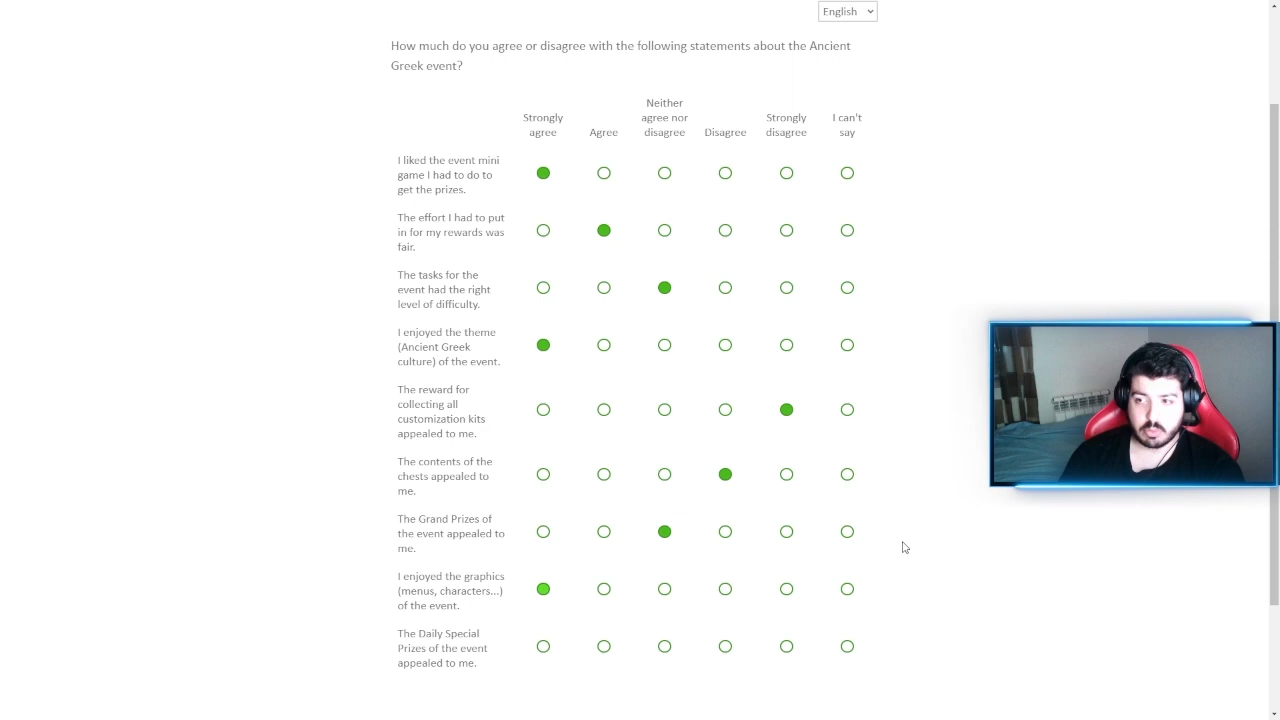 English
How much do you agree or disagree with the following statements about the Ancient
Greek event?
Strongly
agree
Agree
Neither
agree nor
disagree
Disagree
Strongly
disagree
I can't
say
I liked the event mini
game I had to do to
get the prizes.
The effort I had to put
in for my rewards was
fair.
The tasks for the
event had the right
level of difficulty.
I enjoyed the theme
(Ancient Greek
culture) of the event.
The reward for
collecting all
customization kits
appealed to me.
The contents of the
chests appealed to
me.
The Grand Prizes of
the event appealed to
me.
I enjoyed the graphics
(menus, characters...)
of the event.
The Daily Special
Prizes of the event
appealed to me.